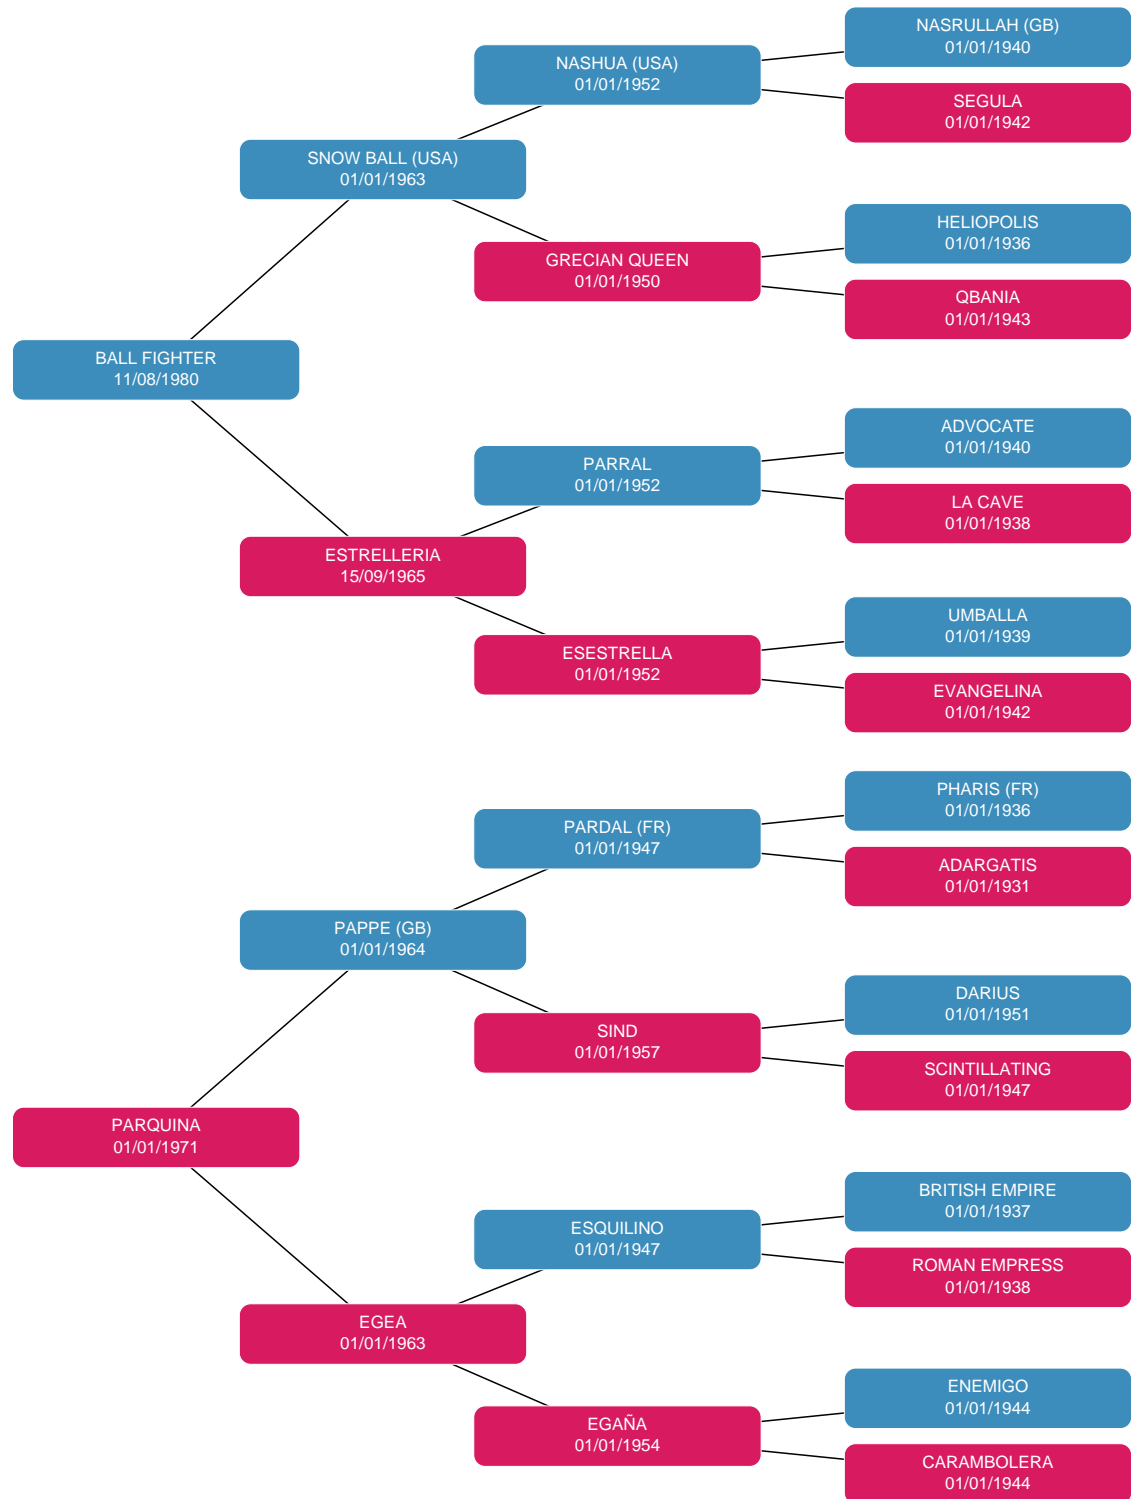 NASRULLAH (GB)
01/01/1940
NASHUA (USA)
01/01/1952
SEGULA
01/01/1942
SNOW BALL (USA)
01/01/1963
HELIOPOLIS
01/01/1936
GRECIAN QUEEN
01/01/1950
QBANIA
01/01/1943
BALL FIGHTER
11/08/1980
ADVOCATE
01/01/1940
PARRAL
01/01/1952
LA CAVE
01/01/1938
ESTRELLERIA
15/09/1965
UMBALLA
01/01/1939
ESESTRELLA
01/01/1952
EVANGELINA
01/01/1942
PHARIS (FR)
01/01/1936
PARDAL (FR)
01/01/1947
ADARGATIS
01/01/1931
PAPPE (GB)
01/01/1964
DARIUS
01/01/1951
SIND
01/01/1957
SCINTILLATING
01/01/1947
PARQUINA
01/01/1971
BRITISH EMPIRE
01/01/1937
ESQUILINO
01/01/1947
ROMAN EMPRESS
01/01/1938
EGEA
01/01/1963
ENEMIGO
01/01/1944
EGAÑA
01/01/1954
CARAMBOLERA
01/01/1944